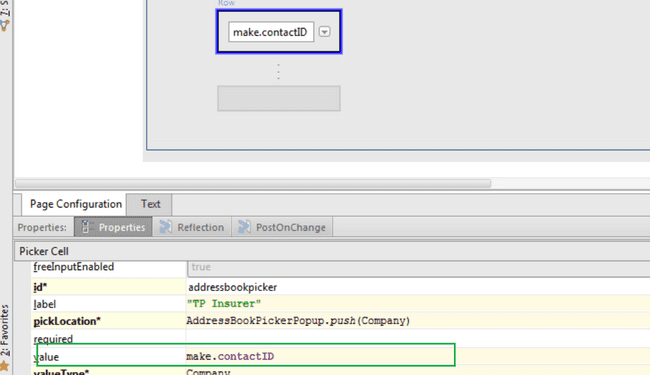 Row
make.contactID
Page Configuration Text
Properties: Properties Reflection PostOnChange
Picker Cell
freeInputEnabled true
id* addressbookpicker
label "TP Insurer"
pickLocation* AddressBookPickerPopup.push(Company)
required
value make.contactID
valueType* Company
2: Favorites